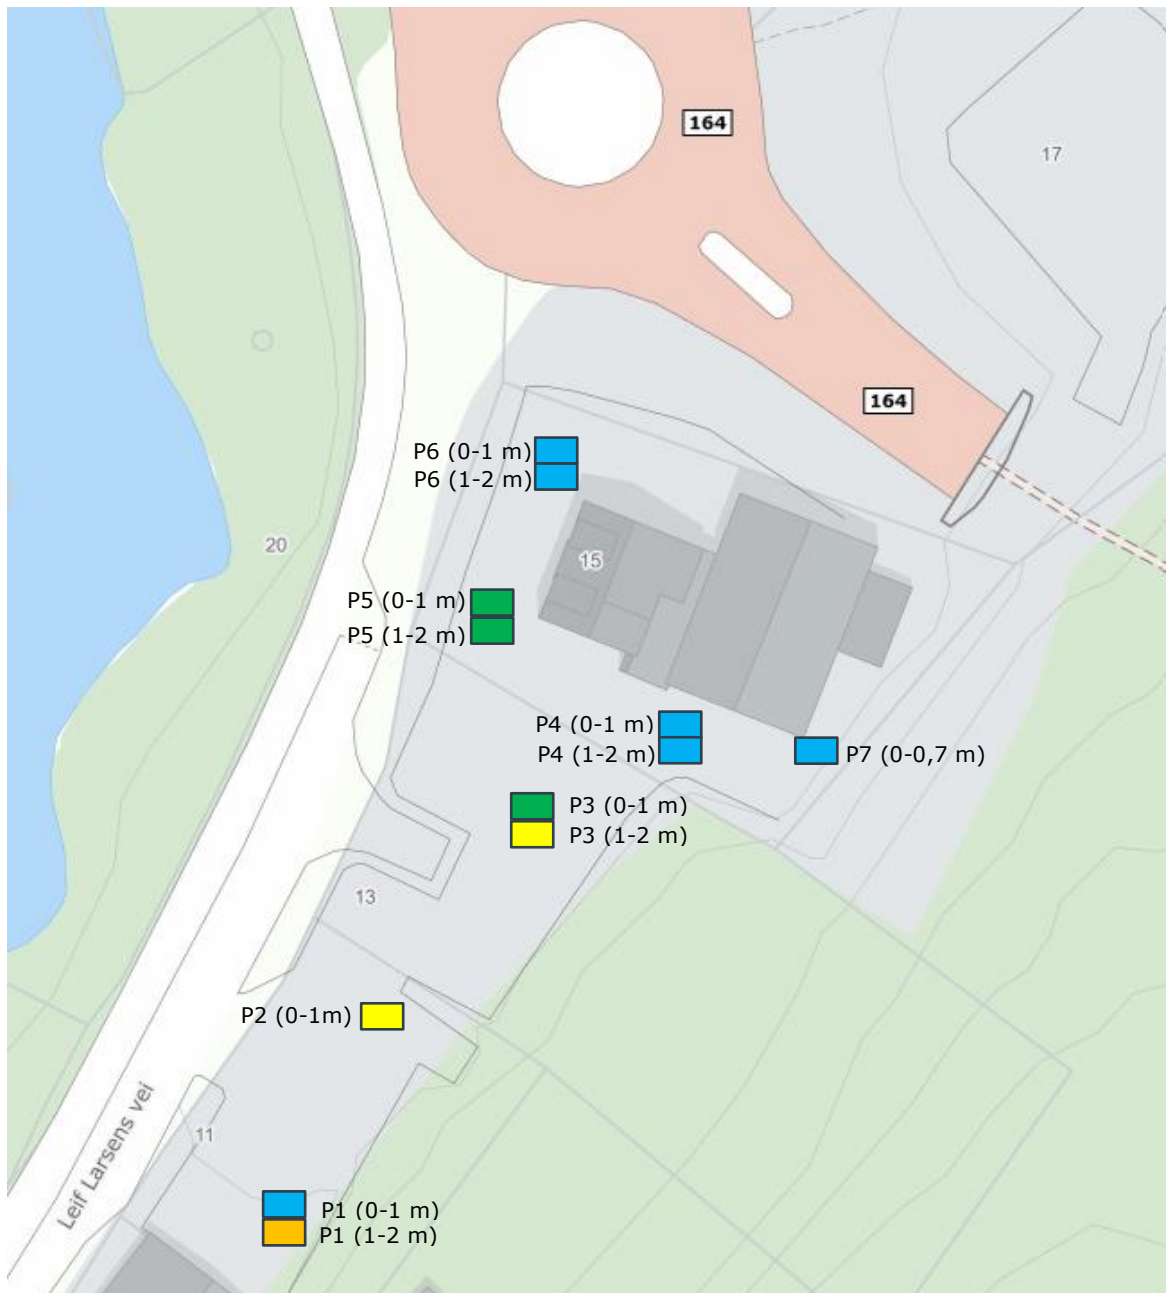 164
17
164
P6 (0-1 m)
P6 (1-2 m)
20
15
P5 (0-1 m)
P5 (1-2 m)
P4 (0-1 m)
P4 (1-2 m)
P7 (0-0,7 m)
P3 (0-1 m)
P3 (1-2 m)
13
P2 (0-1m)
Leif Larsens vei
11
P1 (0-1 m)
P1 (1-2 m)